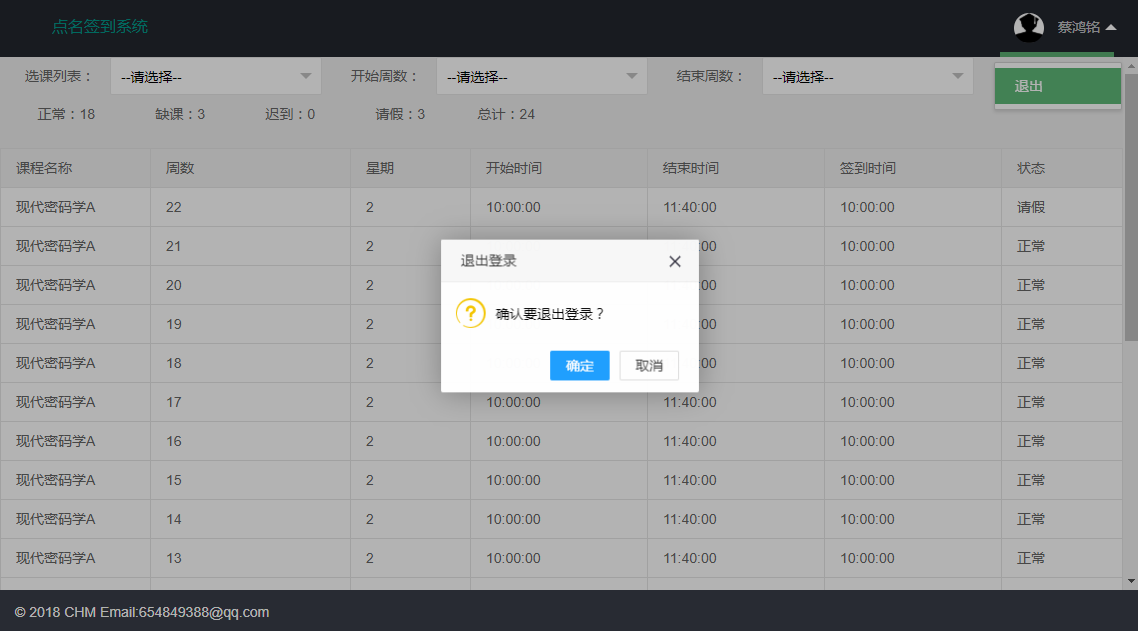 点名签到系统
蔡鸿铭
选课列表： --请选择-- 开始周数： --请选择-- 结束周数： --请选择--
退出
正常：18 缺课：3 迟到：0 请假：3 总计：24
课程名称 周数 星期 开始时间 结束时间 签到时间 状态
现代密码学A 22 2 10:00:00 11:40:00 10:00:00 请假
现代密码学A 21 2 :00 10:00:00 正常
现代密码学A 20 2 :00 10:00:00 正常
现代密码学A 19 2 :00 10:00:00 正常
现代密码学A 18 2 :00 10:00:00 正常
现代密码学A 17 2 10:00:00 11:40:00 10:00:00 正常
现代密码学A 16 2 10:00:00 11:40:00 10:00:00 正常
现代密码学A 15 2 10:00:00 11:40:00 10:00:00 正常
现代密码学A 14 2 10:00:00 11:40:00 10:00:00 正常
现代密码学A 13 2 10:00:00 11:40:00 10:00:00 正常
退出登录
? 确认要退出登录？
确定 取消
© 2018 CHM Email:654849388@qq.com